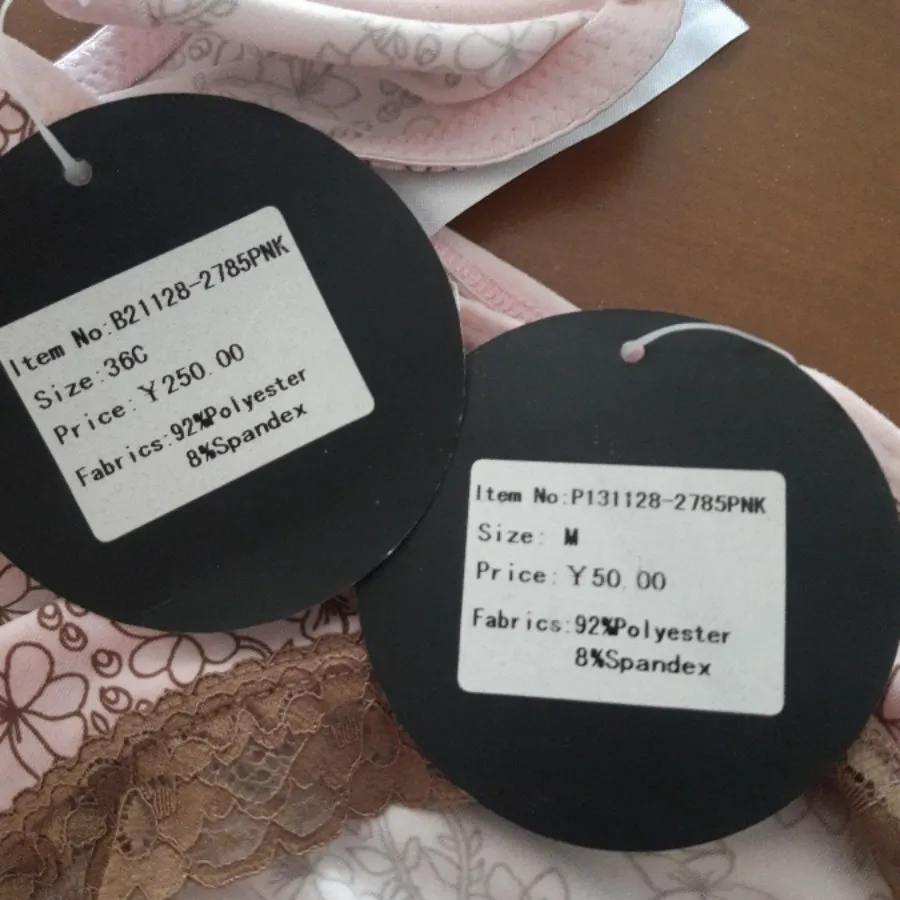 Item No:B21128-2785PNK
Size:36C
Price:￥250.00
Fabrics:92%Polyester
8%Spandex
Item No:P131128-2785PNK
Size: M
Price:￥50.00
Fabrics:92%Polyester
8%Spandex